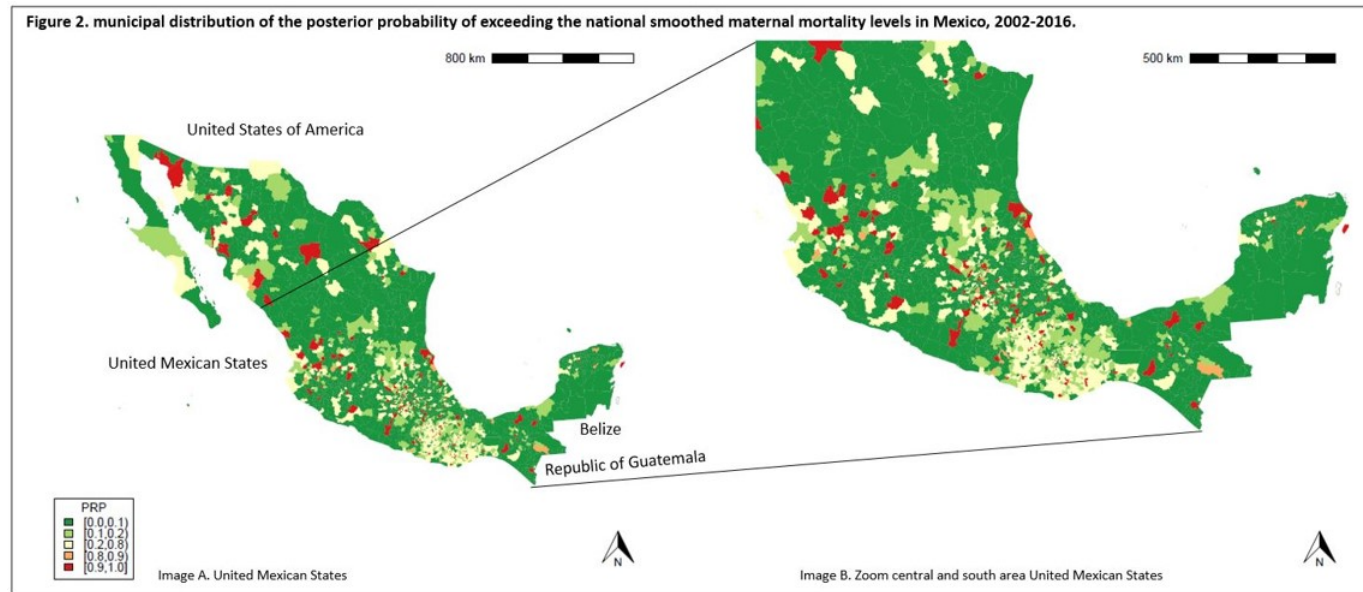 Figure 2. municipal distribution of the posterior probability of exceeding the national smoothed maternal mortality levels in Mexico, 2002-2016.
800 km
500 km
United States of America
United Mexican States
Belize
Republic of Guatemala
PRP
[0.0,0.1)
[0.1,0.2)
[0.2,0.8)
[0.8,0.9)
[0.9,1.0]
N
N
Image A. United Mexican States
Image B. Zoom central and south area United Mexican States